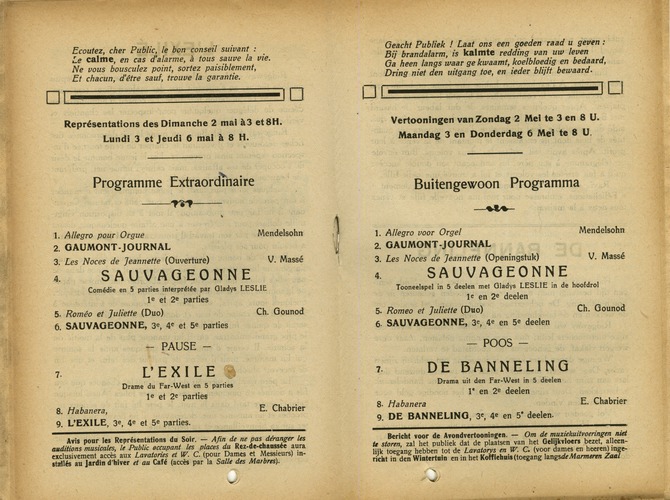 Ecoutez, cher Public, le bon conseil suivant :
Le calme, en cas d'alarme, à tous sauve la vie.
Ne vous bousculez point, sortez paisiblement,
Et chacun, d'être sauf, trouve la garantie.
Représentations des Dimanche 2 mai à 3 et 8 H.
Lundi 3 et Jeudi 6 mai à 8 H.
Programme Extraordinaire
1. Allegro pour Orgue Mendelsohn
2. GAUMONT-JOURNAL
3. Les Noces de Jeannette (Ouverture) V. Massé
4. SAUVAGEONNE
Comédie en 5 parties interprétée par Gladys LESLIE
1e et 2e parties
5. Roméo et Juliette (Duo) Ch. Gounod
6. SAUVAGEONNE, 3e, 4e et 5e parties
— PAUSE —
7. L'EXILE
Drame du Far-West en 5 parties
1e et 2e parties
8. Habanera, E. Chabrier
9. L'EXILE, 3e, 4e et 5e parties.
Avis pour les Représentations du Soir. — Afin de ne pas déranger les
auditions musicales, le Public occupant les places du Rez-de-chaussée aura
exclusivement accès aux Lavatories et W. C. (pour Dames et Messieurs) in-
stallés au Jardin d'hiver et au Café (accès par la Salle des Marbres).
Geacht Publiek ! Laat ons een goeden raad u geven :
Bij brandalarm, is kalmte redding van uw leven
Ga heen langs waar ge kwaamt, koelbloedig en bedaard,
Dring niet den uitgang toe, en ieder blijft bewaard.
Vertooningen van Zondag 2 Mei te 3 en 8 U.
Maandag 3 en Donderdag 6 Mei te 8 U.
Buitengewoon Programma
1. Allegro voor Orgel Mendelsohn
2. GAUMONT-JOURNAL
3. Les Noces de Jeannette (Openingstuk) V. Massé
4. SAUVAGEONNE
Tooneelspel in 5 deelen met Gladys LESLIE in de hoofdrol
1e en 2e deelen
5. Romeo et Juliette (Duo) Ch. Gounod
6. SAUVAGEONNE, 3e, 4e en 5e deelen
— POOS —
7. DE BANNELING
Drama uit den Far-West in 5 deelen
1e en 2e deelen
8. Habanera E. Chabrier
9. DE BANNELING, 3e, 4e en 5e deelen.
Bericht voor de Avondvertooningen. — Om de muziekuitvoeringen niet
te storen, zal het publiek dat de plaatsen van het Gelijkvloers bezet, alleen-
lijk toegang hebben tot de Lavatorys en W. C. (voor dames en heeren) inge-
richt in den Wintertuin en in het Koffiehuis (toegang langs de Marmeren Zaal